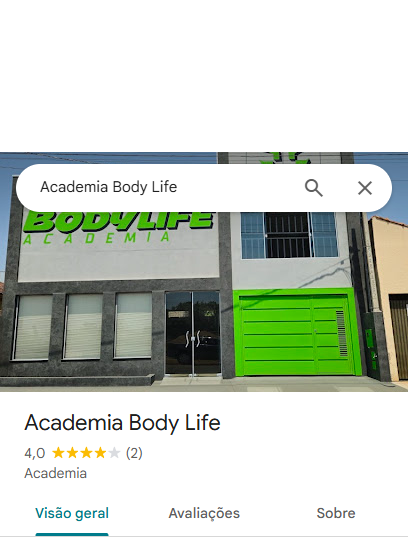 Academia Body Life
BODYLIFE
ACADEMIA
Academia Body Life
4,0 (2)
Academia
Visão geral Avaliações Sobre